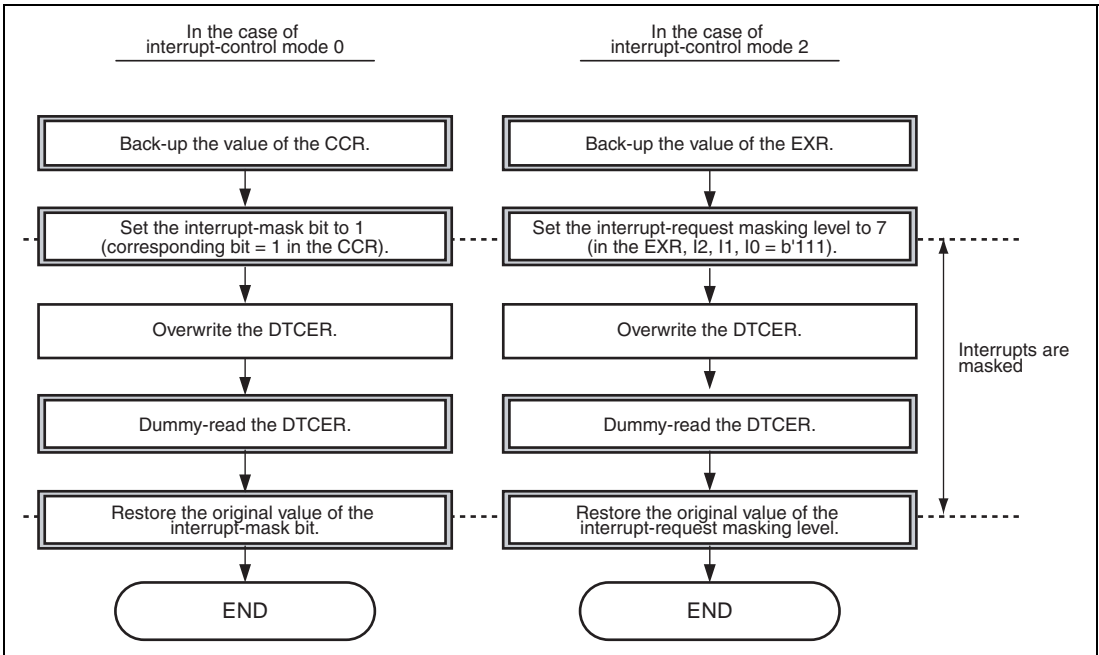 In the case of
interrupt-control mode 0
Back-up the value of the CCR.
Set the interrupt-mask bit to 1
(corresponding bit = 1 in the CCR).
Overwrite the DTCER.
Dummy-read the DTCER.
Restore the original value of the
interrupt-mask bit.
END
In the case of
interrupt-control mode 2
Back-up the value of the EXR.
Set the interrupt-request masking level to 7
(in the EXR, I2, I1, I0 = b'111).
Overwrite the DTCER.
Dummy-read the DTCER.
Restore the original value of the
interrupt-request masking level.
END
Interrupts are
masked